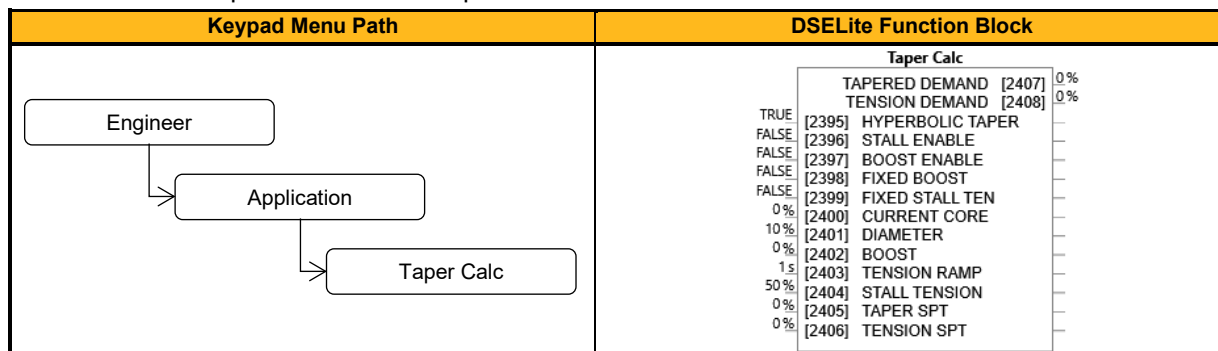 Keypad Menu Path
DSELite Function Block
Engineer
Application
Taper Calc
Taper Calc
TAPERED DEMAND [2407] 0%
TENSION DEMAND [2408] 0%
TRUE [2395] HYPERBOLIC TAPER
FALSE [2396] STALL ENABLE
FALSE [2397] BOOST ENABLE
FALSE [2398] FIXED BOOST
FALSE [2399] FIXED STALL TEN
0% [2400] CURRENT CORE
10% [2401] DIAMETER
0% [2402] BOOST
1s [2403] TENSION RAMP
50% [2404] STALL TENSION
0% [2405] TAPER SPT
0% [2406] TENSION SPT